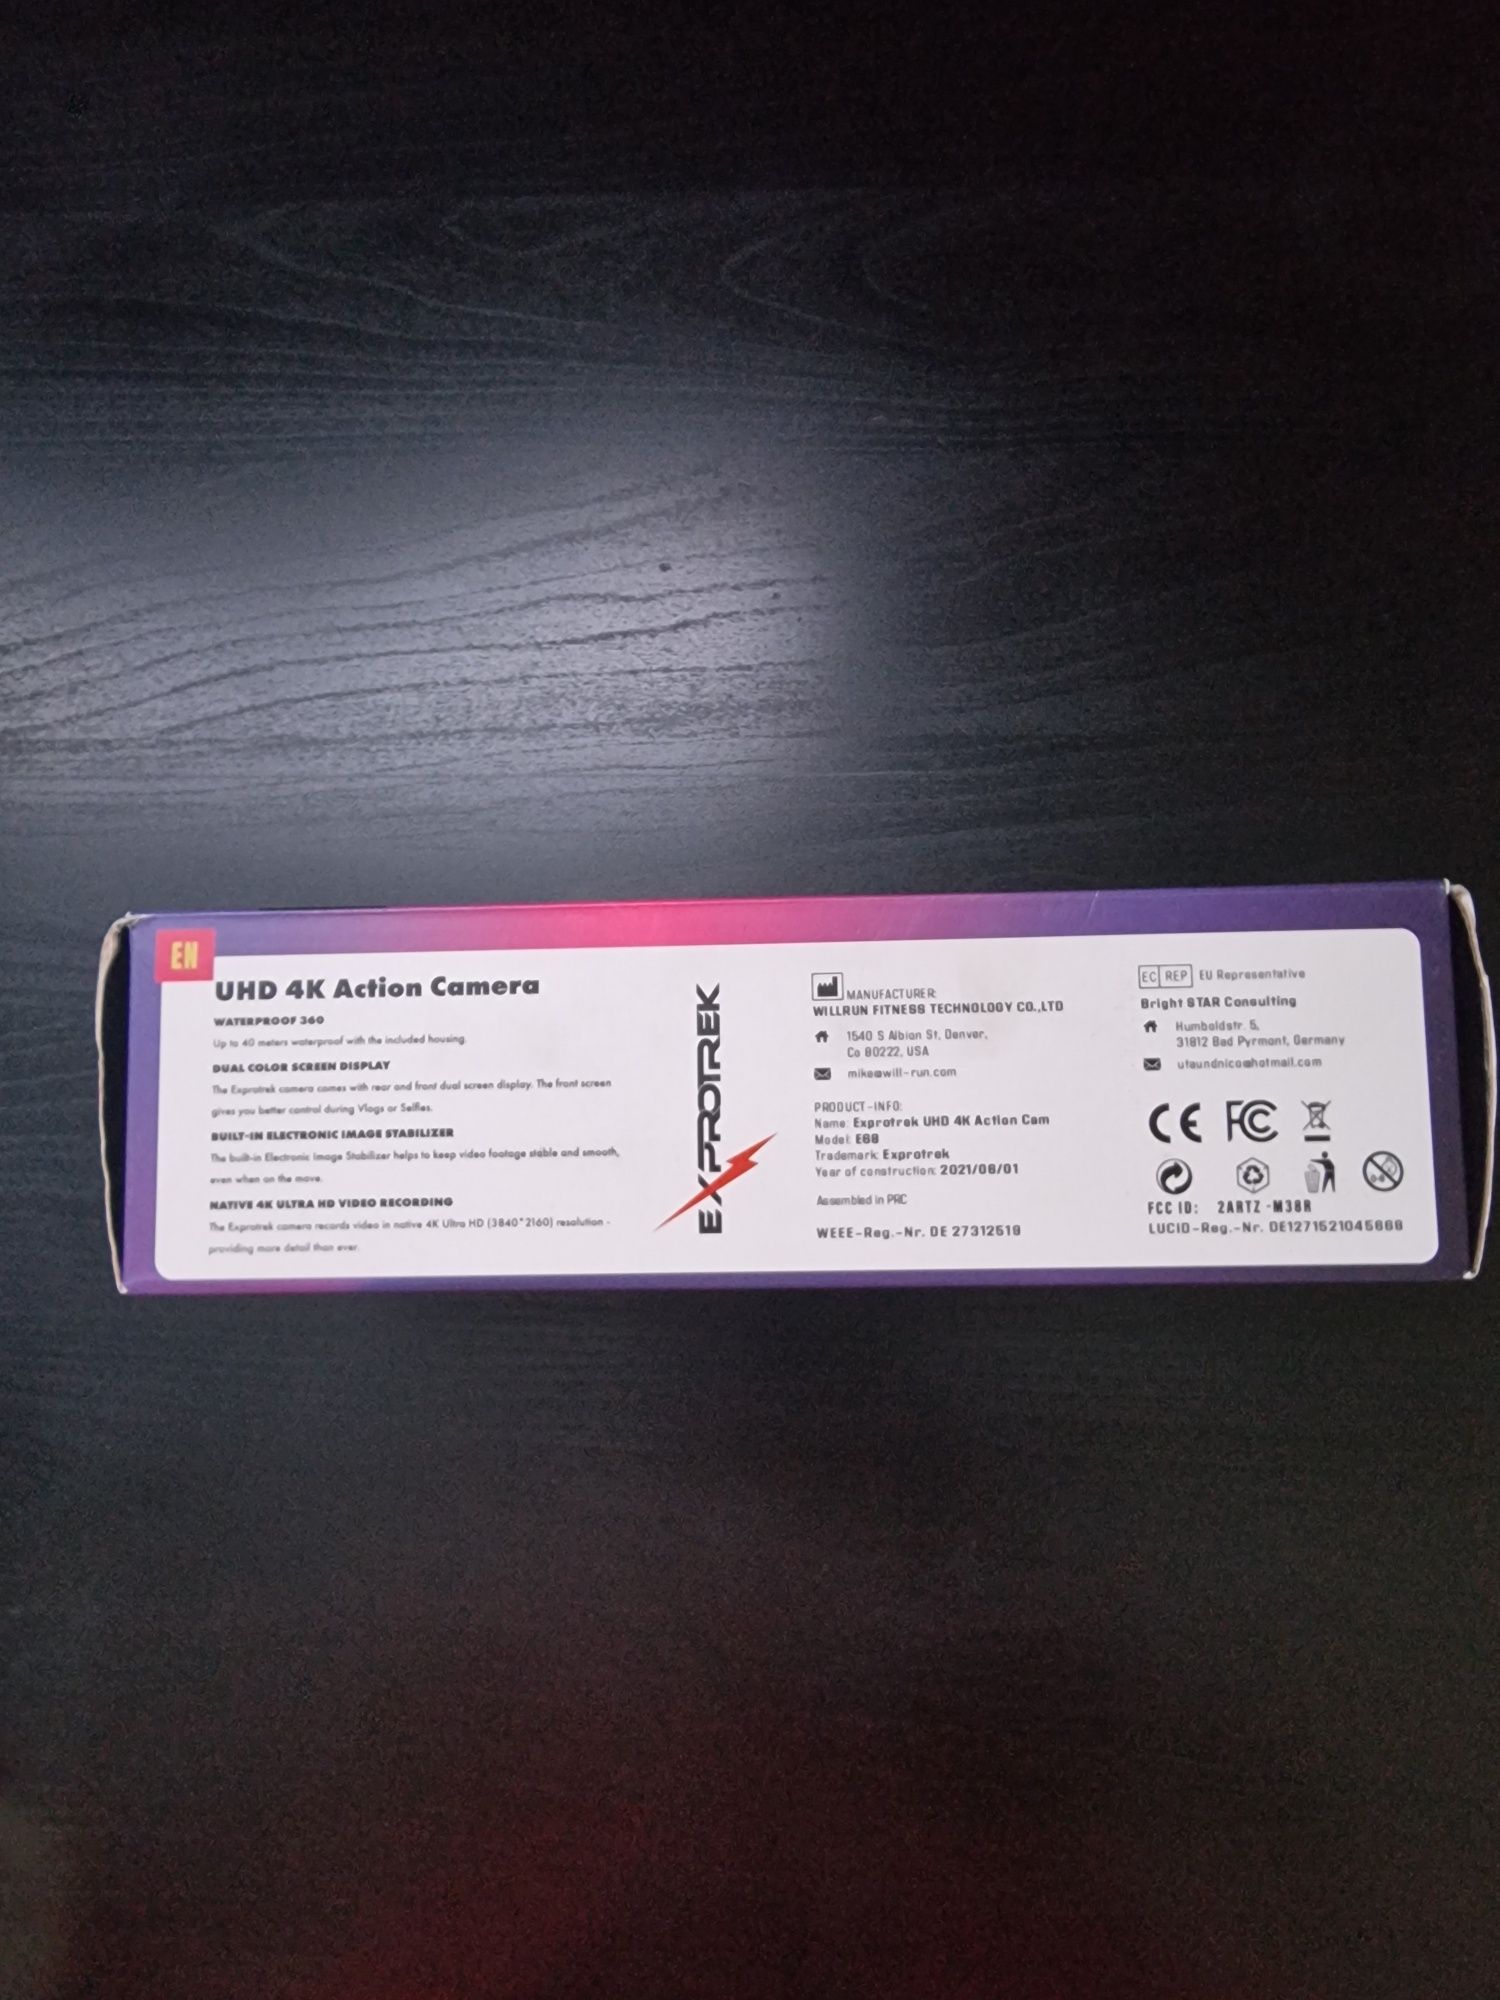 EN
UHD 4K Action Camera
WATERPROOF 360
Up to 40 meters waterproof with the included housing.
DUAL COLOR SCREEN DISPLAY
The Exprotrek camera comes with rear and front dual screen display. The front screen
gives you better control during Vlogs or Selfies.
BUILT-IN ELECTRONIC IMAGE STABILIZER
The built-in Electronic Image Stabilizer helps to keep video footage stable and smooth,
even when on the move.
NATIVE 4K ULTRA HD VIDEO RECORDING
The Exprotrek camera records video in native 4K Ultra HD (3840*2160) resolution -
providing more detail than ever.
EXPROTREK
MANUFACTURER:
WILLRUN FITNESS TECHNOLOGY CO.,LTD
1540 S Albion St, Denver,
Co 80222, USA
mike@will-run.com
PRODUCT-INFO:
Name: Exprotrek UHD 4K Action Cam
Model:
Trademark: Exprotrek
Year of construction: 2021/08/01
Assembled in PRC
WEEE-Reg.-Nr. DE 27312519
EC REP EU Representative
Bright STAR Consulting
Humboldstr. 5,
31812 Bad Pyrmont, Germany
utaundnico@hotmail.com
CE FC
FCC ID: 2ARTZ -M38R
LUCID-Reg.-Nr.